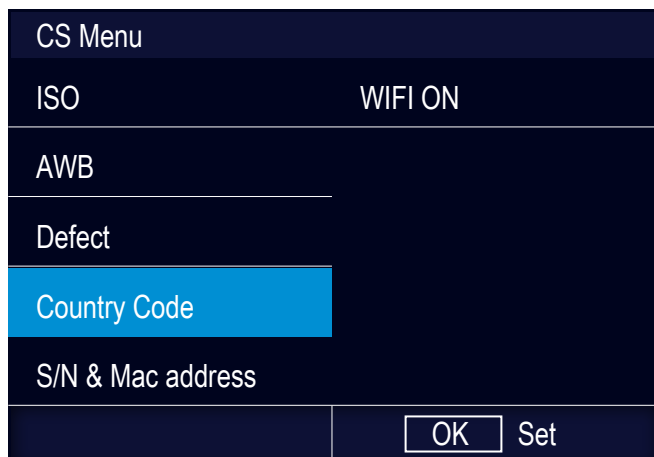 CS Menu
ISO WIFI ON
AWB
Defect
Country Code
S/N & Mac address
OK Set